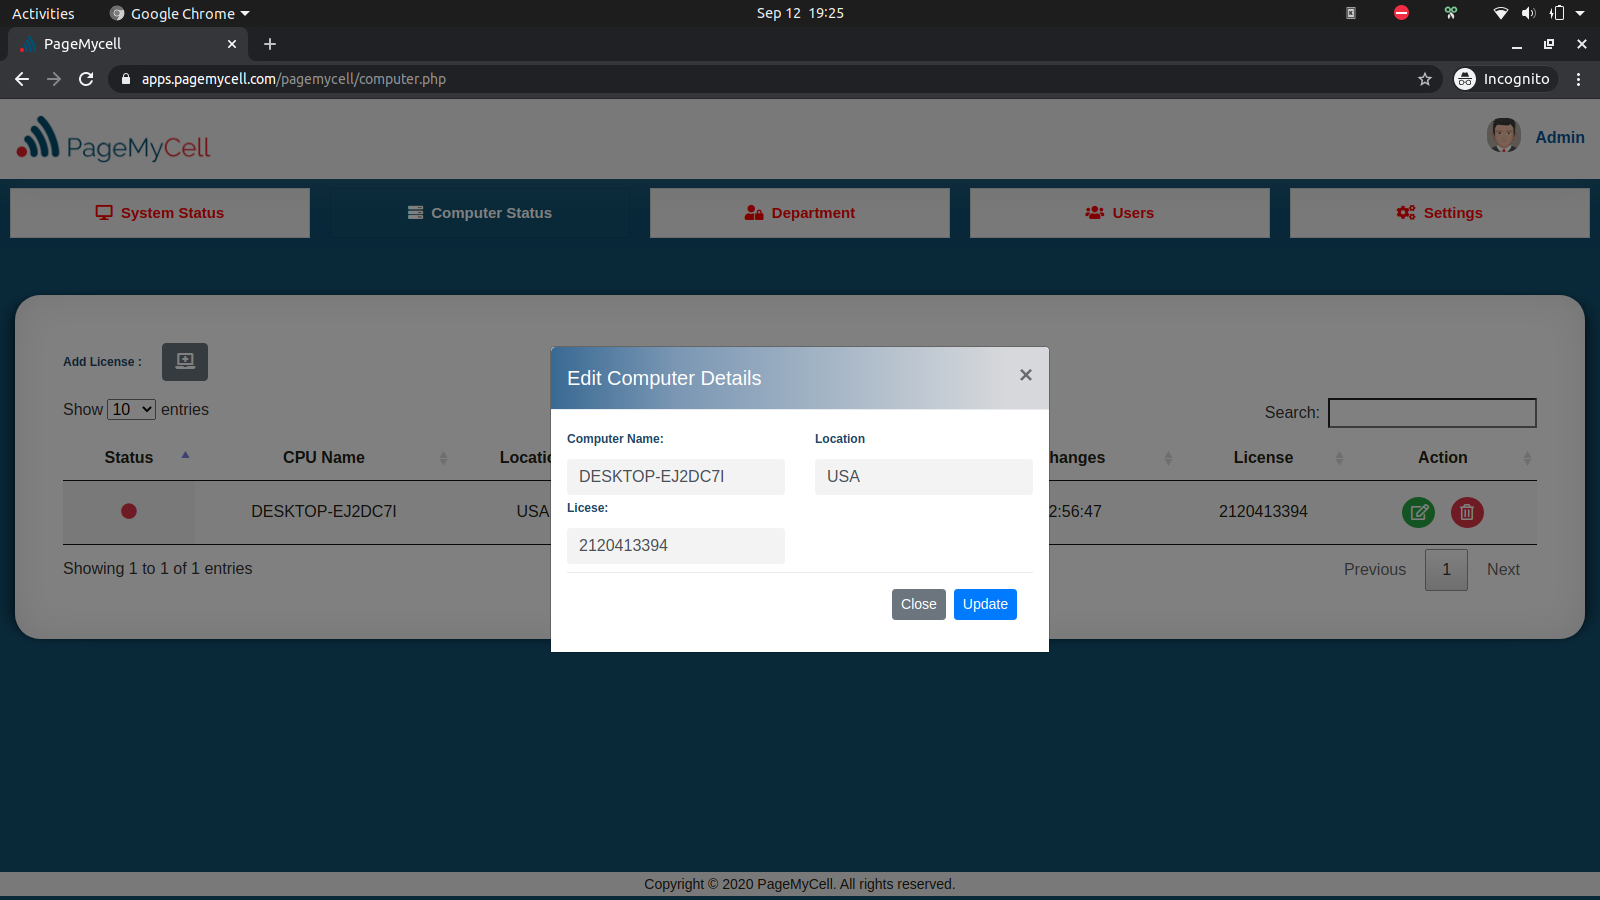 Activities Google Chrome Sep 12 19:25
PageMycell
apps.pagemycell.com/pagemycell/computer.php Incognito
PageMyCell Admin
System Status Computer Status Department Users Settings
Add License :
Show 10 entries Search:
Status CPU Name Locatio hanges License Action
DESKTOP-EJ2DC7I USA 2:56:47 2120413394
Showing 1 to 1 of 1 entries Previous 1 Next
Edit Computer Details ×
Computer Name: Location
DESKTOP-EJ2DC7I USA
Licese:
2120413394
Close Update
Copyright © 2020 PageMyCell. All rights reserved.